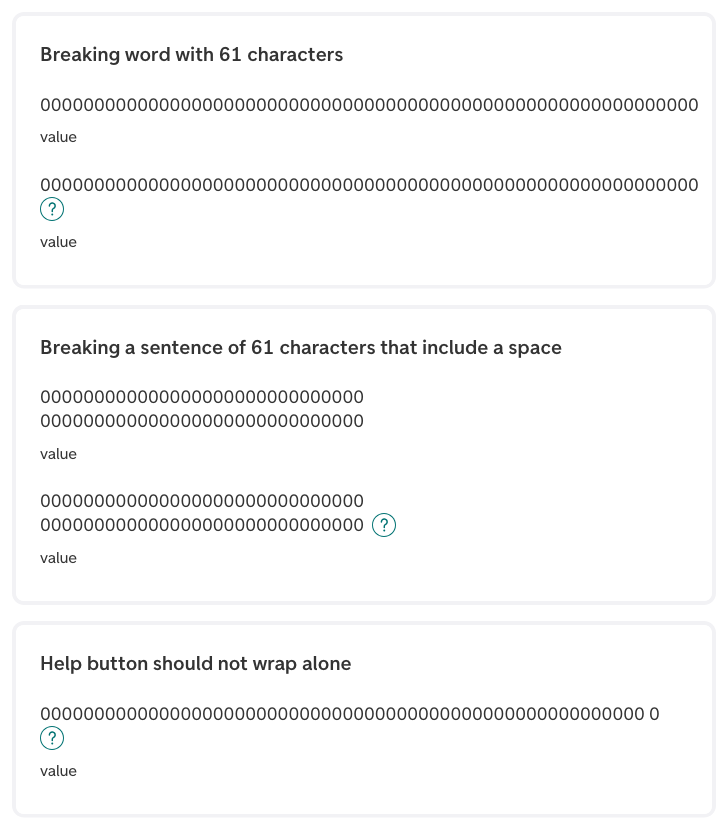 Breaking word with 61 characters
0000000000000000000000000000000000000000000000000000000000000
value
0000000000000000000000000000000000000000000000000000000000000
?
value
Breaking a sentence of 61 characters that include a space
000000000000000000000000000000
000000000000000000000000000000
value
000000000000000000000000000000
000000000000000000000000000000 ?
value
Help button should not wrap alone
00000000000000000000000000000000000000000000000000000000 0
?
value